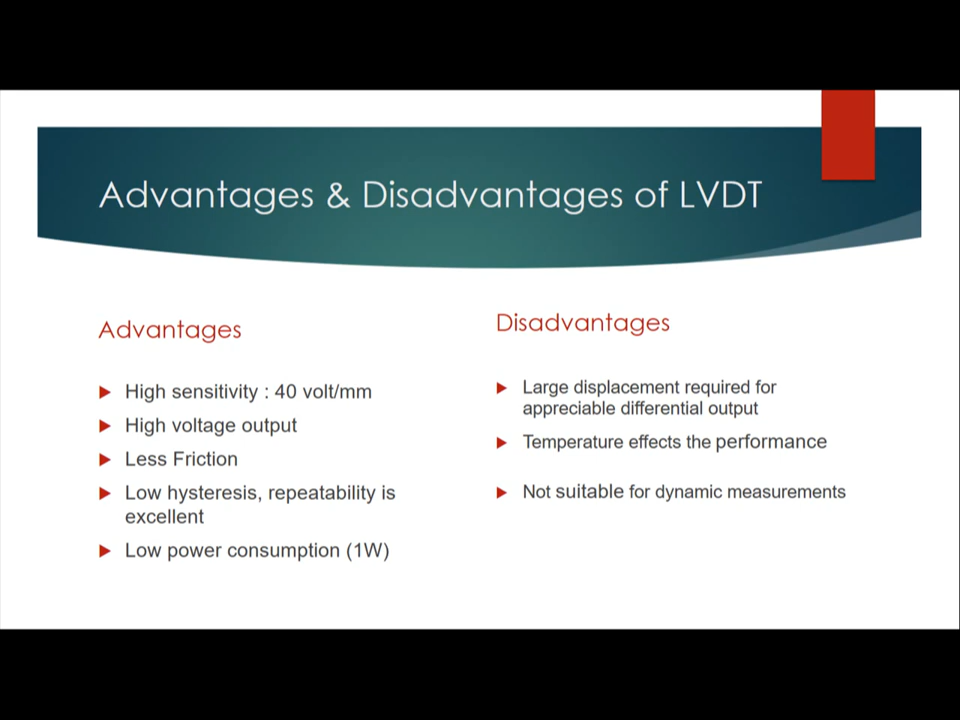 Advantages & Disadvantages of LVDT
Advantages
High sensitivity : 40 volt/mm
High voltage output
Less Friction
Low hysteresis, repeatability is
excellent
Low power consumption (1W)
Disadvantages
Large displacement required for
appreciable differential output
Temperature effects the performance
Not suitable for dynamic measurements